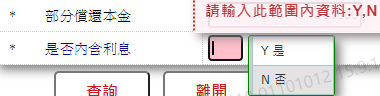 * 部分償還本金
請輸入此範圍內資料:Y,N
* 是否內含利息
Y 是
N 否
查詢 離開